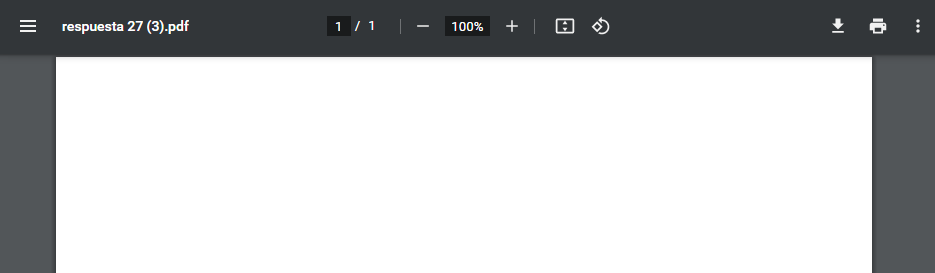 respuesta 27 (3).pdf 1 / 1 100%